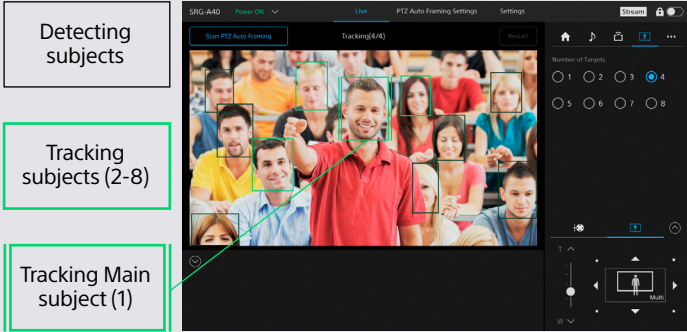 Detecting
subjects
Tracking
subjects (2-8)
Tracking Main
subject (1)
SRG-A40 Power ON Live PTZ Auto Framing Settings Settings Stream
Start PTZ Auto Framing Tracking(4/4) Restart
Number of Targets
1 2 3 4
5 6 7 8
T
Multi
W